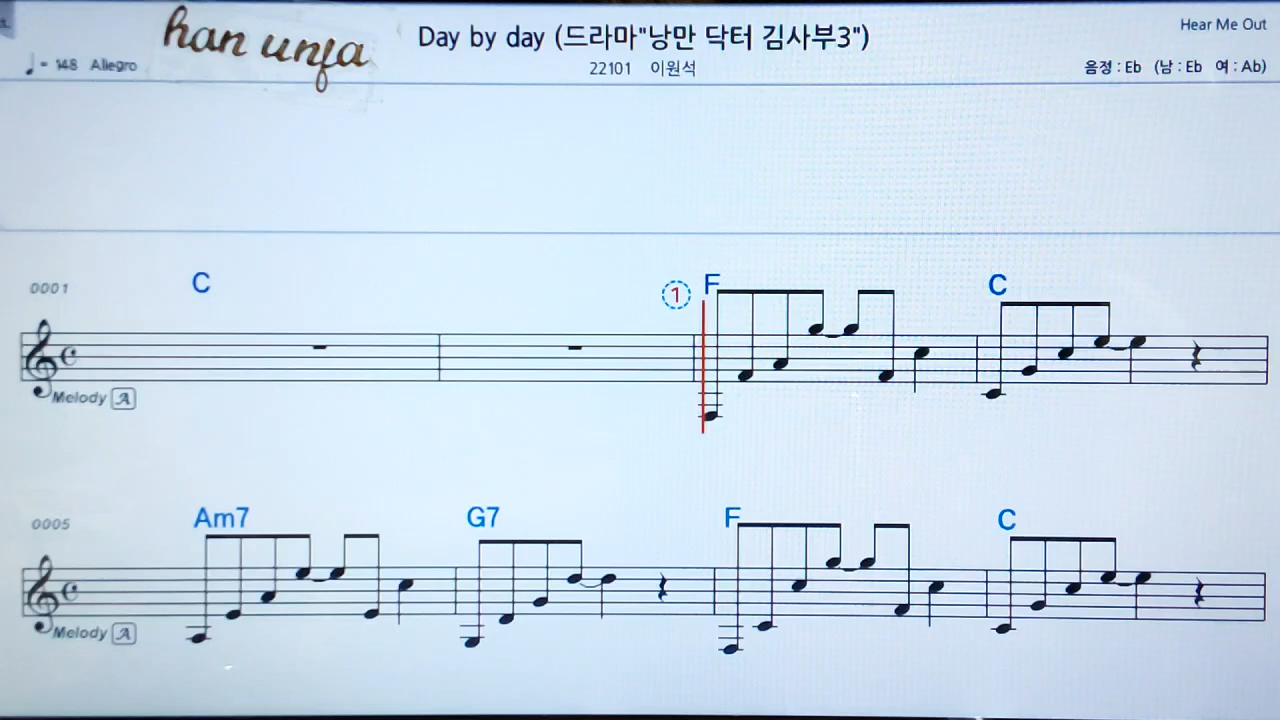 han unfa
Day by day (드라마"낭만 닥터 김사부3")
Hear Me Out
♩ = 148 Allegro
22101 이원석
음정 : Eb (남 : Eb 여 : Ab)
0001
C
1
F
C
Melody A
0005
Am7
G7
F
C
Melody A